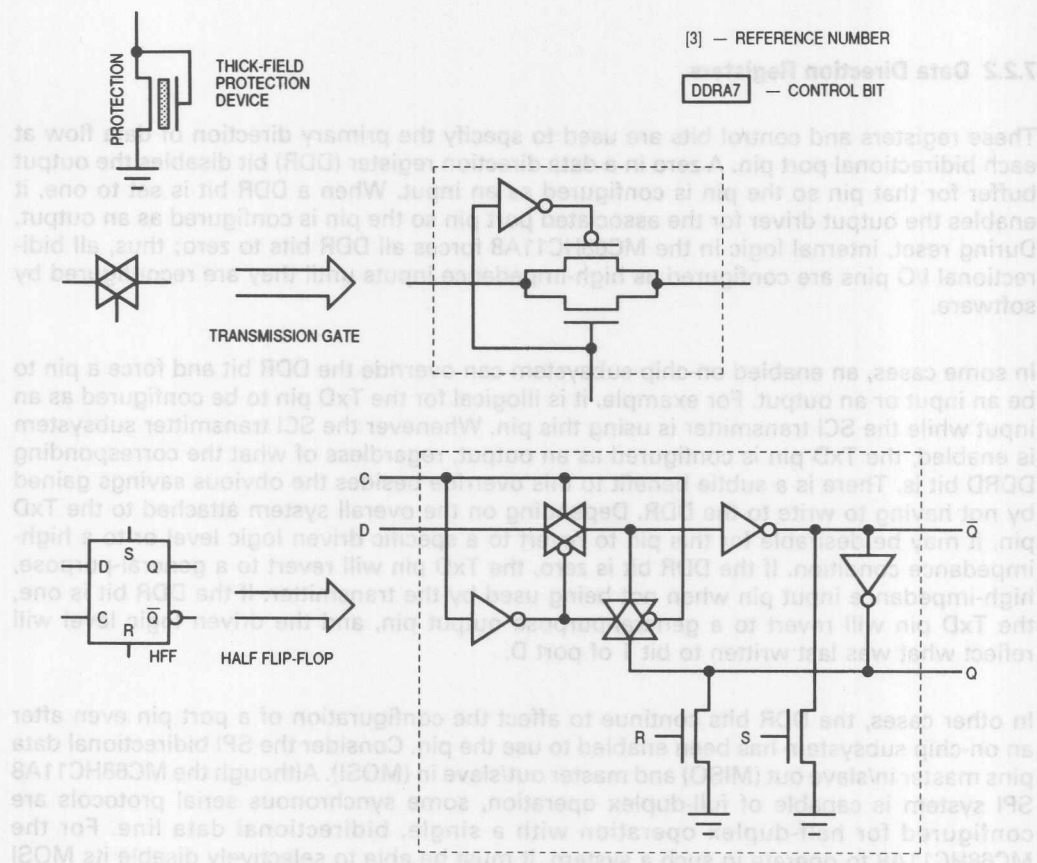 PROTECTION
THICK-FIELD
PROTECTION
DEVICE
[3] — REFERENCE NUMBER
DDRA7 — CONTROL BIT
TRANSMISSION GATE
S
D Q
C Q̅
R
HFF
HALF FLIP-FLOP
C
D
Q̅
Q
R
S
7.2.2 Data Direction Registers
These registers and control bits are used to specify the primary direction of data flow at
each bidirectional port pin. A zero in a data direction register (DDR) bit disables the output
buffer for that pin so the pin is configured as an input. When a DDR bit is set to one, it
enables the output driver for the associated port pin so the pin is configured as an output.
During reset, internal logic in the MC68HC11A8 forces all DDR bits to zero; thus, all bidi-
rectional I/O pins are configured as high-impedance inputs until they are reconfigured by
software.
In some cases, an enabled on-chip subsystem can override the DDR bit and force a pin to
be an input or an output. For example, it is illogical for the TxD pin to be configured as an
input while the SCI transmitter is using this pin. Whenever the SCI transmitter subsystem
is enabled, the TxD pin is configured as an output, regardless of what the corresponding
DDRD bit is. There is a subtle benefit to this override besides the obvious savings gained
by not having to write to the DDR. Depending on the overall system attached to the TxD
pin, it may be desirable for this pin to revert to a specific driven logic level or to a high-
impedance condition. If the DDR bit is zero, the TxD pin will revert to a general-purpose,
high-impedance input pin when not being used by the transmitter. If the DDR bit is one,
the TxD pin will revert to a general-purpose output pin, and the driven logic level will
reflect what was last written to bit 1 of port D.
In other cases, the DDR bits continue to affect the configuration of a port pin even after
an on-chip subsystem has been enabled to use the pin. Consider the SPI bidirectional data
pins master in/slave out (MISO) and master out/slave in (MOSI). Although the MC68HC11A8
SPI system is capable of full-duplex operation, some synchronous serial protocols are
configured for half-duplex operation with a single, bidirectional data line. For the
MC68HC11A8 to operate in such a system, it must be able to selectively disable its MOSI